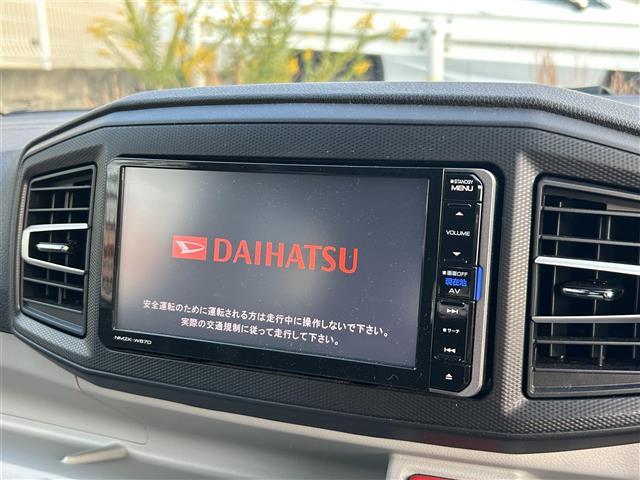 DAIHATSU
安全運転のために運転される方は走行中に操作しないで下さい。
実際の交通規制に従って走行して下さい。
NMZK-W67D
■STANDBY
MENU
VOLUME
■画面OFF
現在地
AV
■サーチ